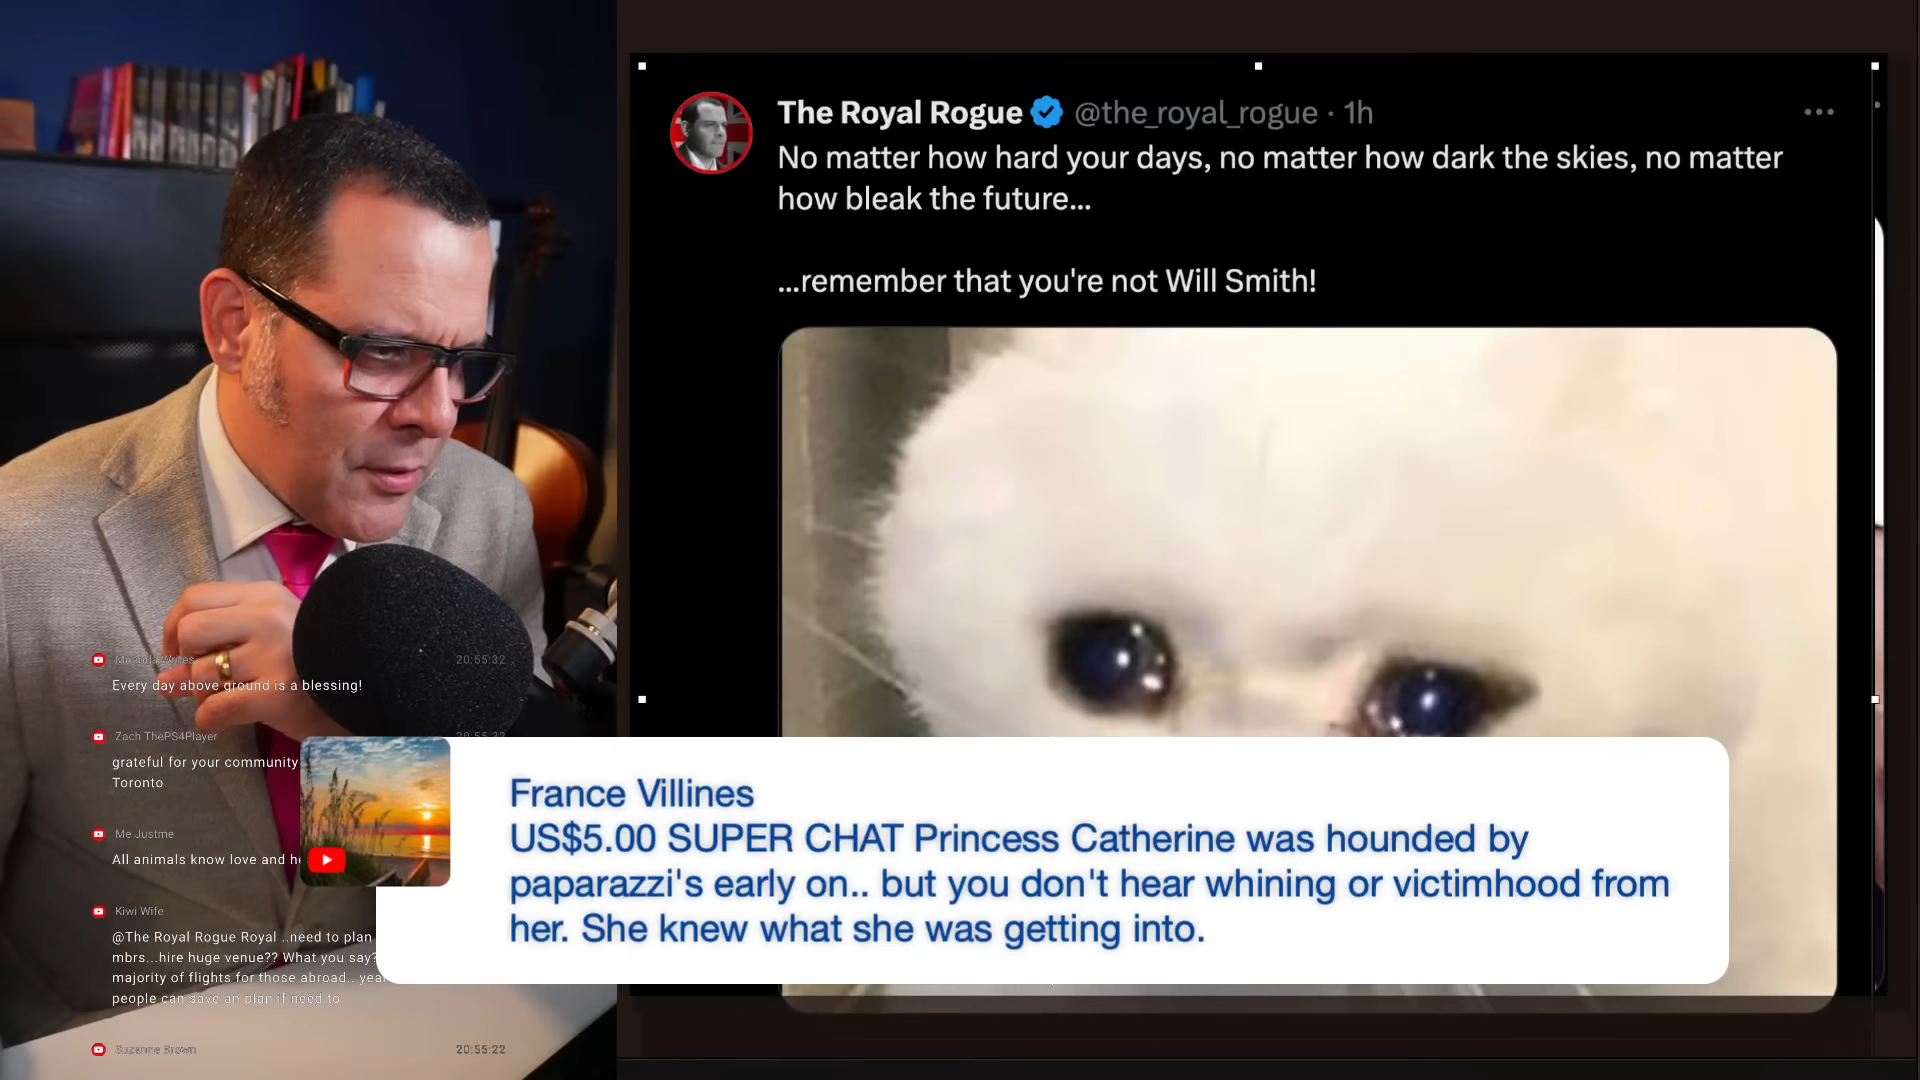 The Royal Rogue @the_royal_rogue · 1h
No matter how hard your days, no matter how dark the skies, no matter
how bleak the future...
...remember that you're not Will Smith!
20:55:32
Every day above ground is a blessing!
Zach ThePS4Player 20:55:32
grateful for your community
Toronto
Me Justme
All animals know love and
Kiwi Wife
@The Royal Rogue Royal ..need to plan
mbrs...hire huge venue?? What you say?
majority of flights for those abroad..
people can save an plan if need to
Suzanne Brown 20:55:22
France Villines
US$5.00 SUPER CHAT Princess Catherine was hounded by
paparazzi's early on.. but you don't hear whining or victimhood from
her. She knew what she was getting into.